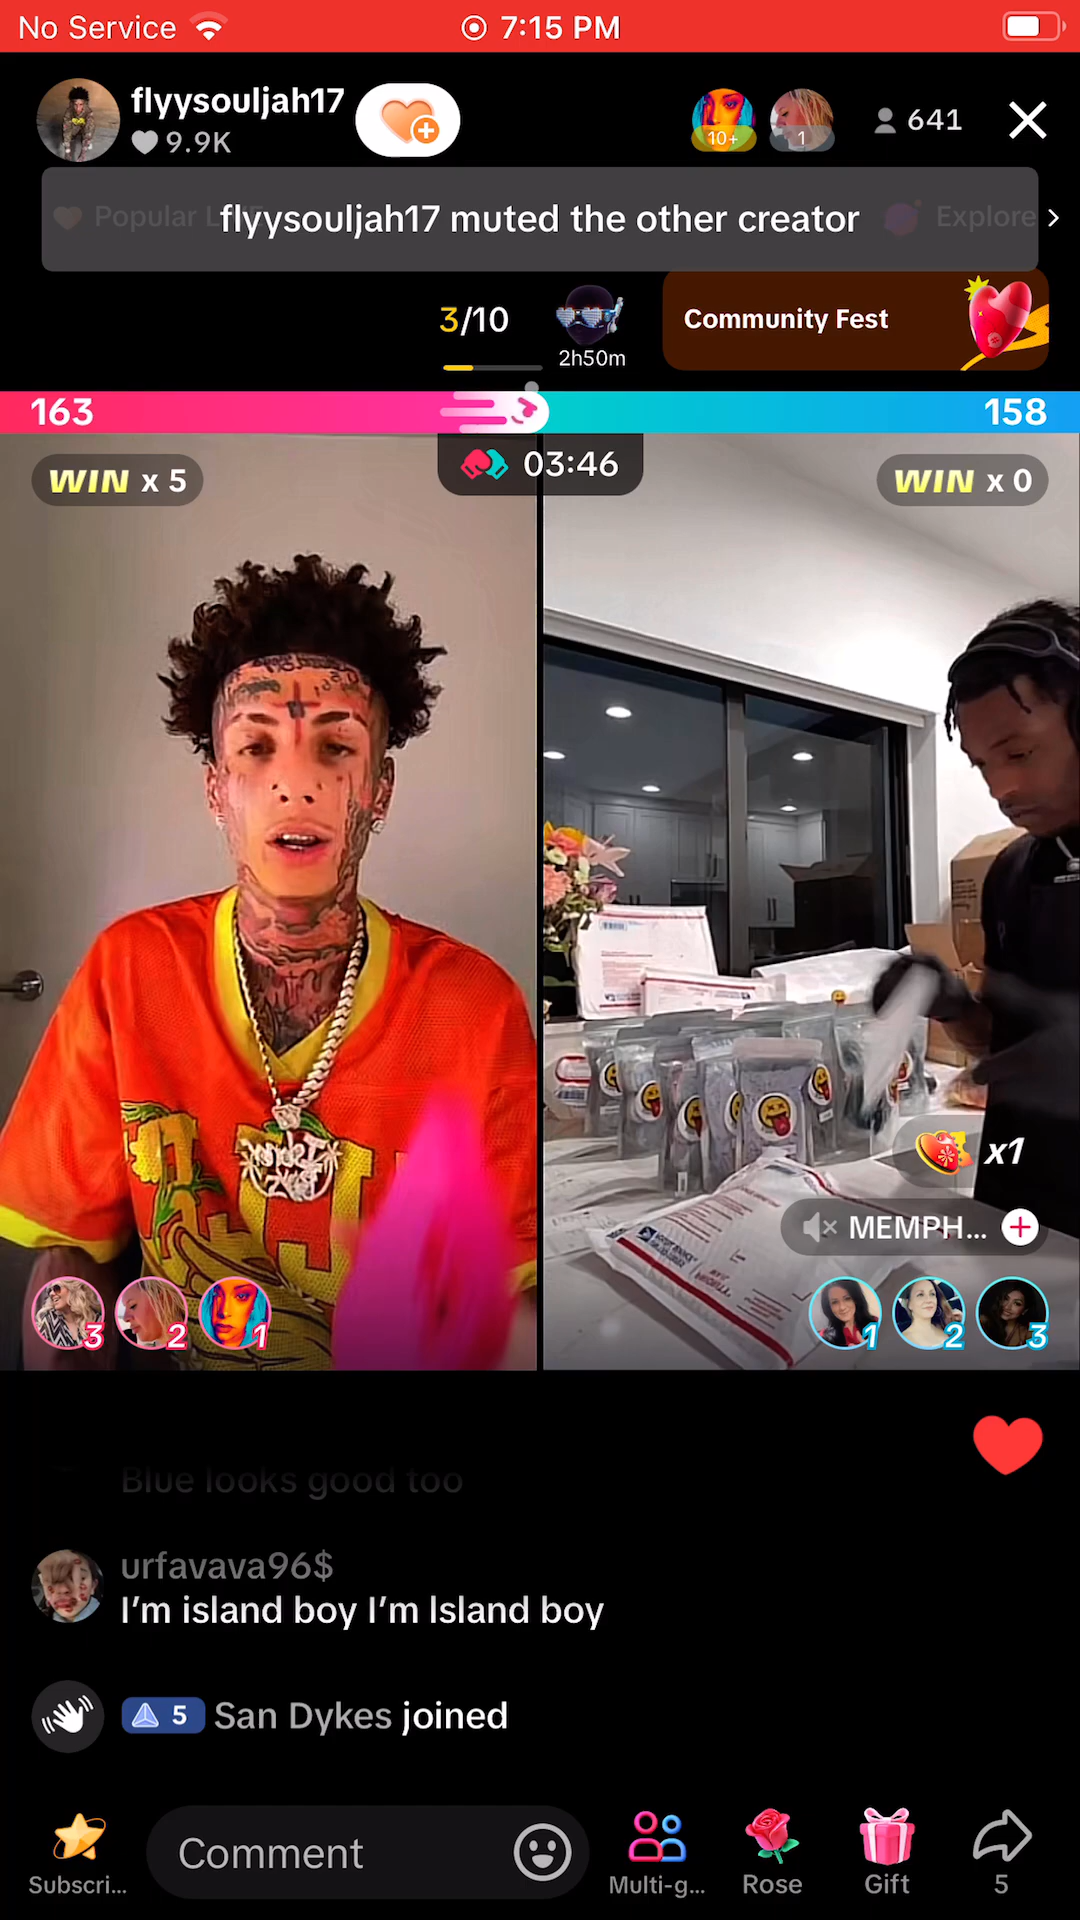 No Service 7:15 PM
flyysouljah17
9.9K
10+ 1 641
Popular L
flyysouljah17 muted the other creator
Explore
3/10
2h50m
Community Fest
163 158
WIN x 5 03:46 WIN x 0
x1
MEMPH...
3 2 1 1 2 3
Blue looks good too
urfavava96$
I'm island boy I'm Island boy
5 San Dykes joined
Comment
Subscri... Multi-g... Rose Gift 5